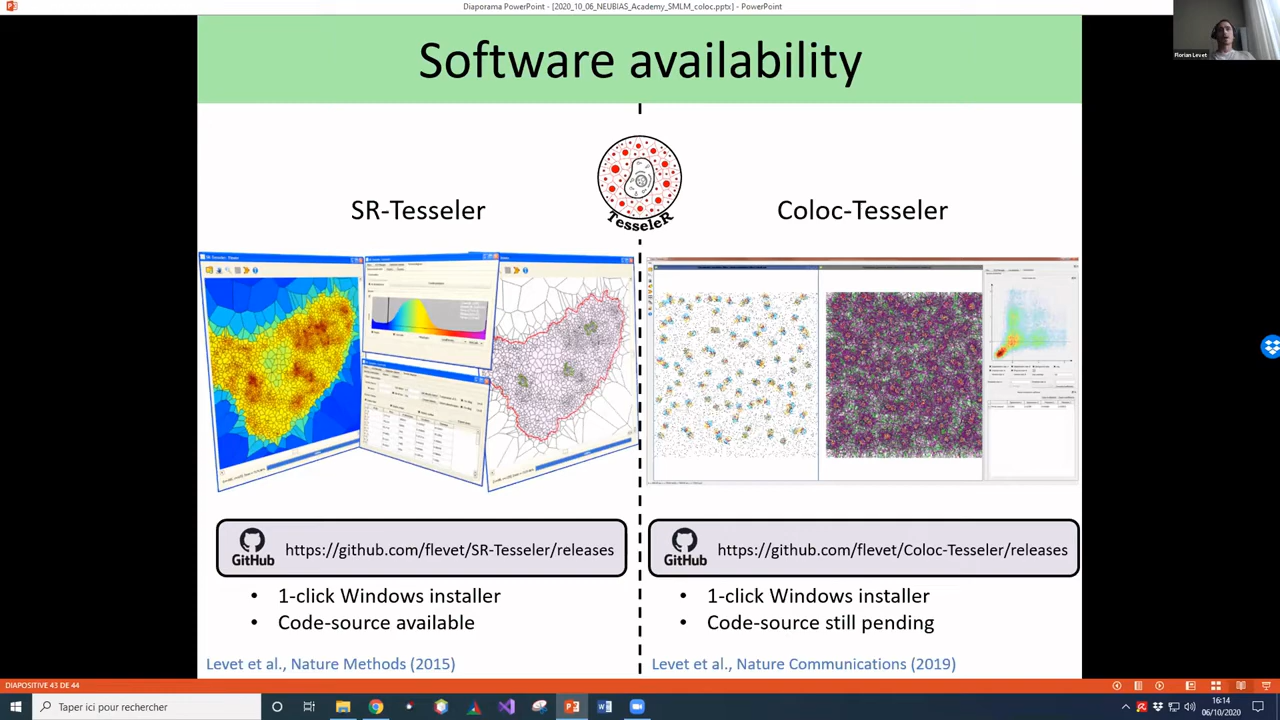 Diaporama PowerPoint - [2020_10_06_NEUBIAS_Academy_SMLM_coloc.pptx] - PowerPoint
Florian Levet
Software availability
TesseleR
SR-Tesseler
Coloc-Tesseler
GitHub
https://github.com/flevet/SR-Tesseler/releases
GitHub
https://github.com/flevet/Coloc-Tesseler/releases
• 1-click Windows installer
• Code-source available
• 1-click Windows installer
• Code-source still pending
Levet et al., Nature Methods (2015)
Levet et al., Nature Communications (2019)
DIAPOSITIVE 43 DE 44
Taper ici pour rechercher
16:14
06/10/2020